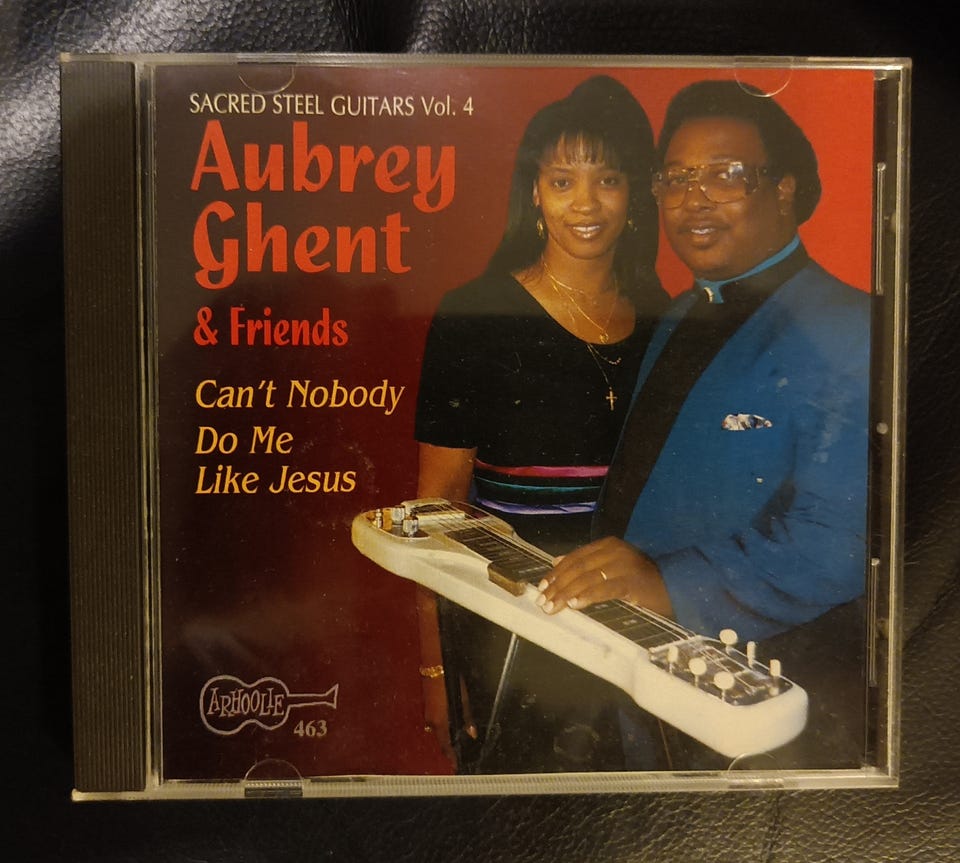 SACRED STEEL GUITARS Vol. 4
Aubrey
Ghent
& Friends
Can't Nobody
Do Me
Like Jesus
ARHOOLIE
463